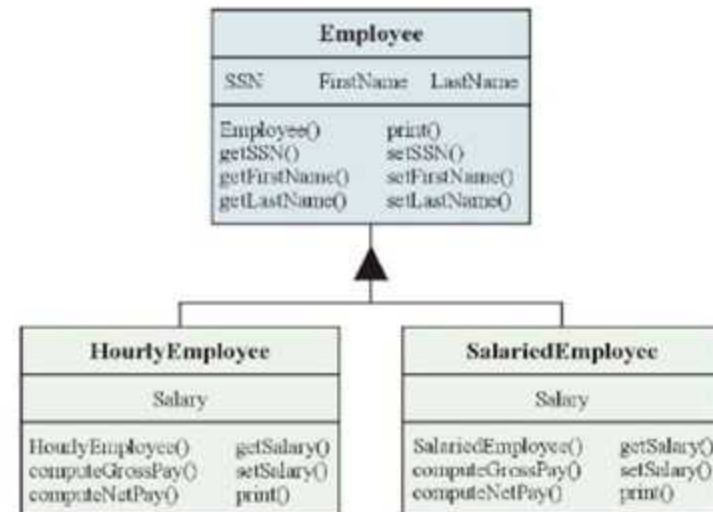 Employee
SSN FirstName LastName
Employee() print()
getSSN() setSSN()
getFirstName() setFirstName()
getLastName() setLastName()
HourlyEmployee
Salary
HourlyEmployee() getSalary()
computeGrossPay() setSalary()
computeNetPay() print()
SalariedEmployee
Salary
SalariedEmployee() getSalary()
computeGrossPay() setSalary()
computeNetPay() print()